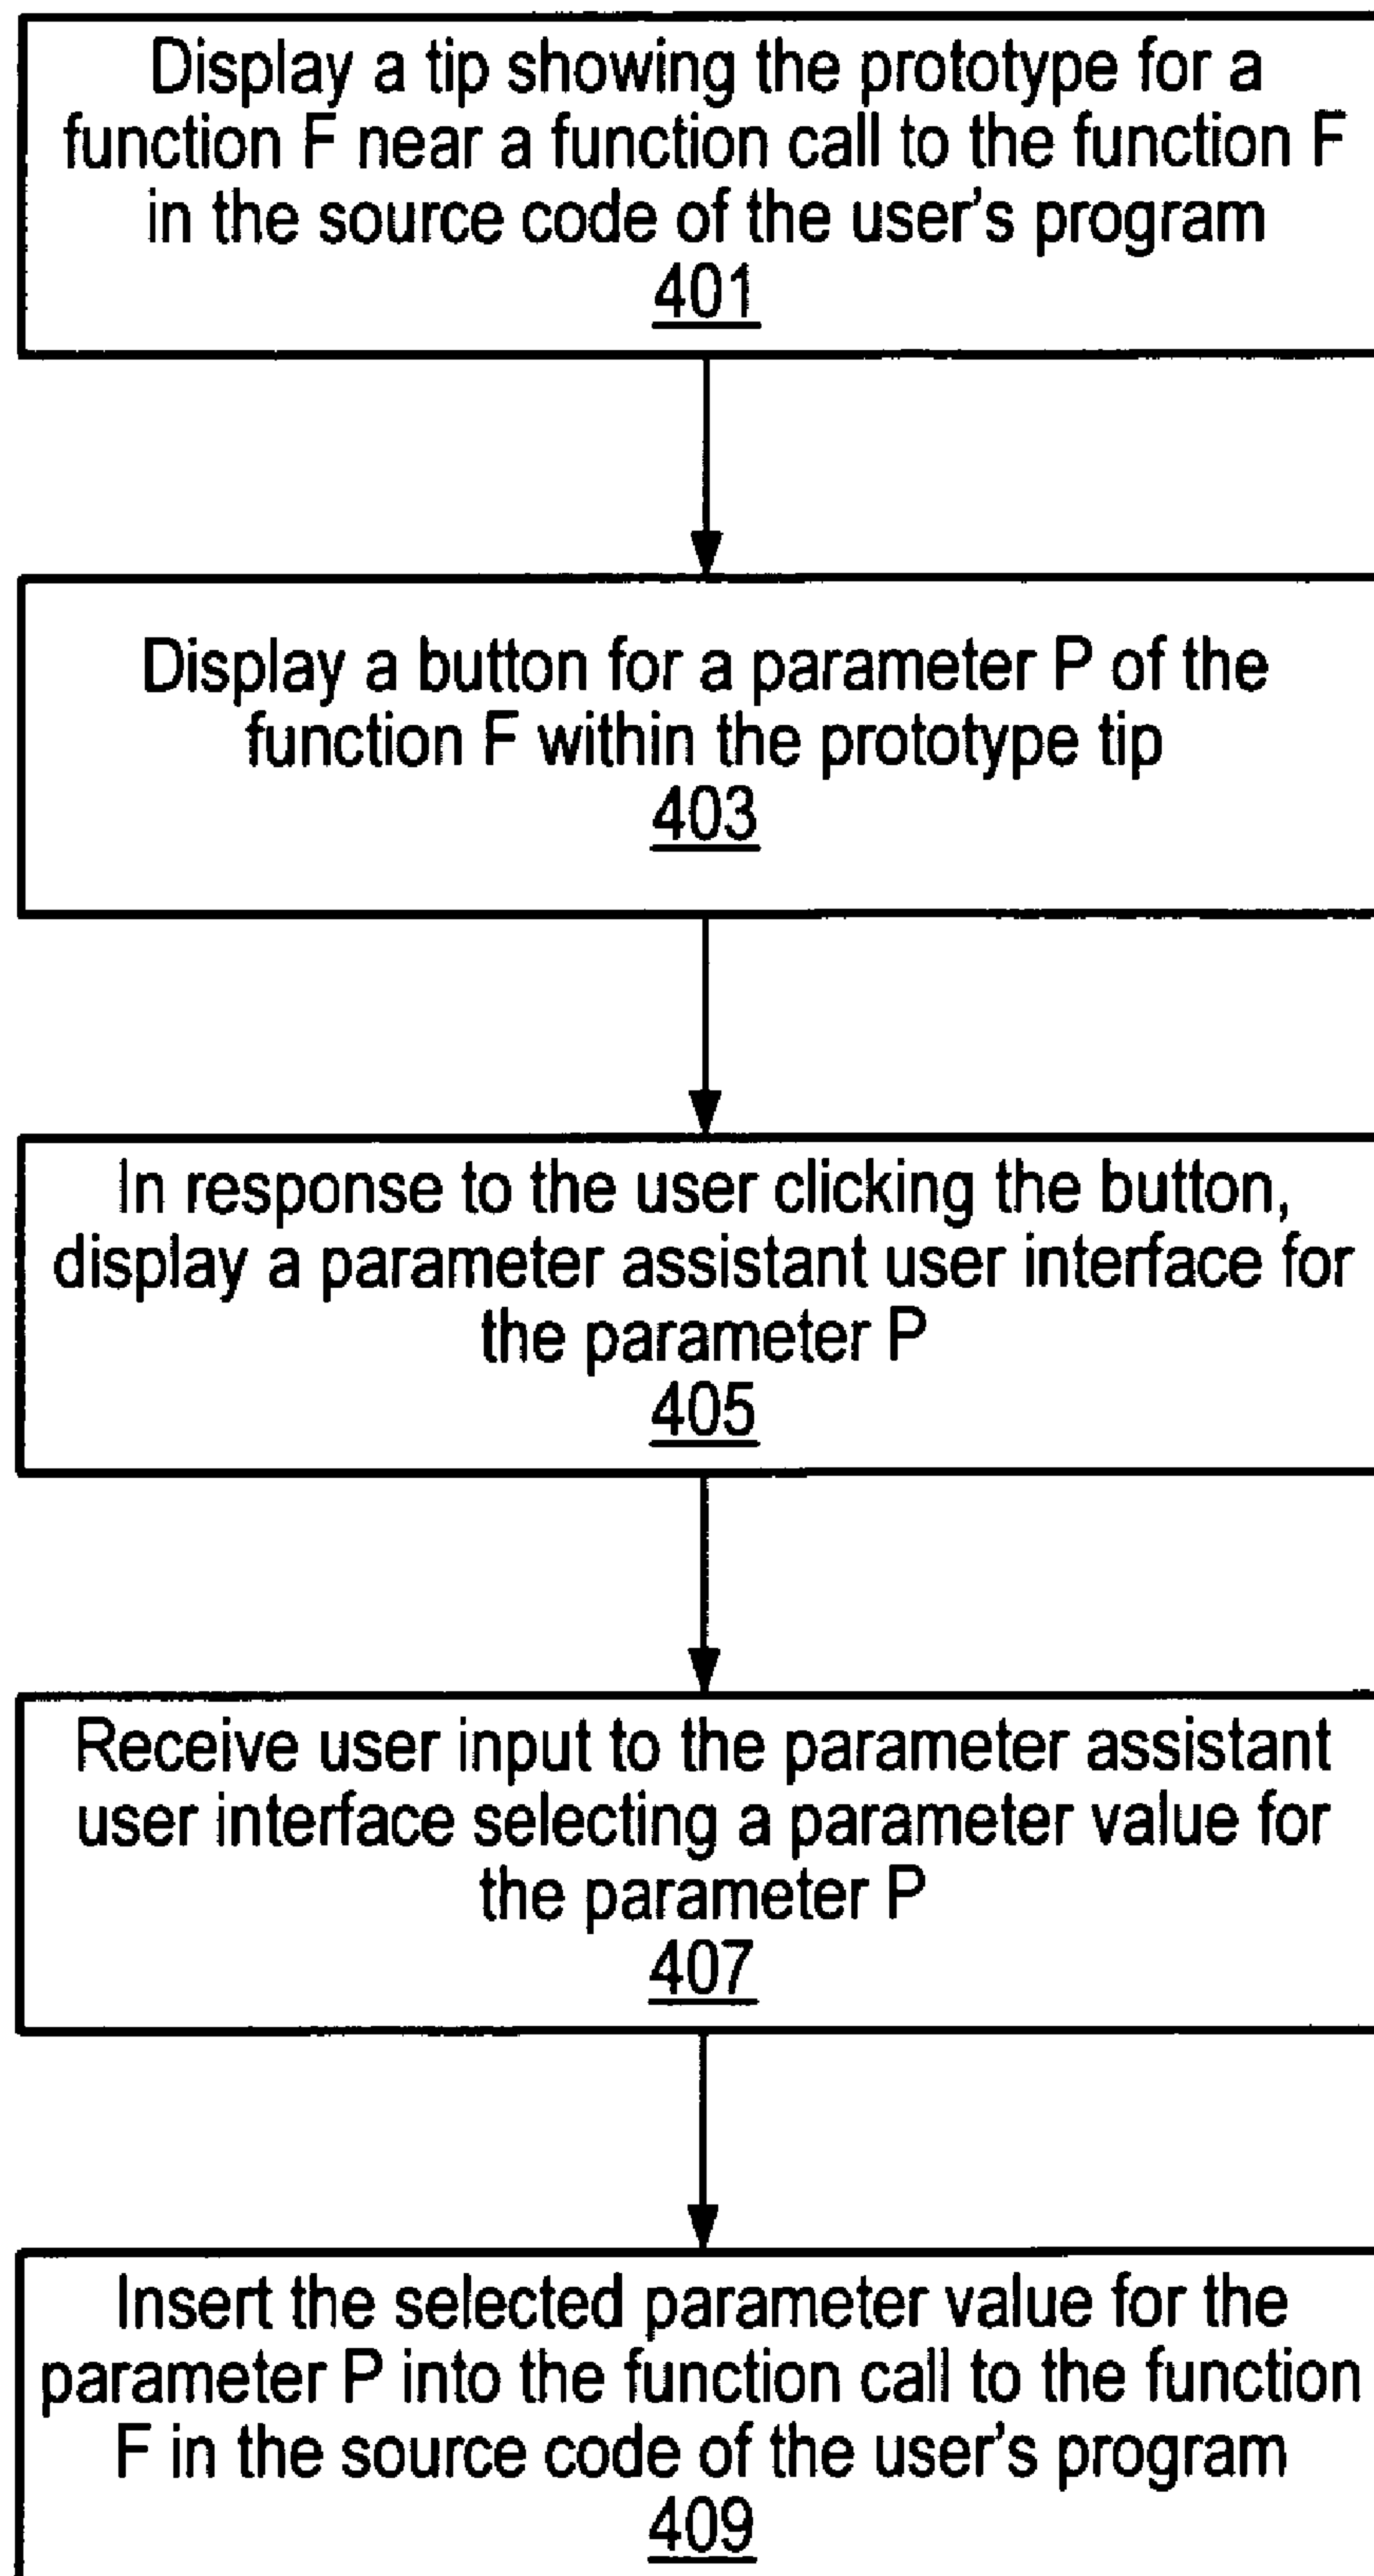 Display a tip showing the prototype for a
function F near a function call to the function F
in the source code of the user's program
401
Display a button for a parameter P of the
function F within the prototype tip
403
In response to the user clicking the button,
display a parameter assistant user interface for
the parameter P
405
Receive user input to the parameter assistant
user interface selecting a parameter value for
the parameter P
407
Insert the selected parameter value for the
parameter P into the function call to the function
F in the source code of the user's program
409